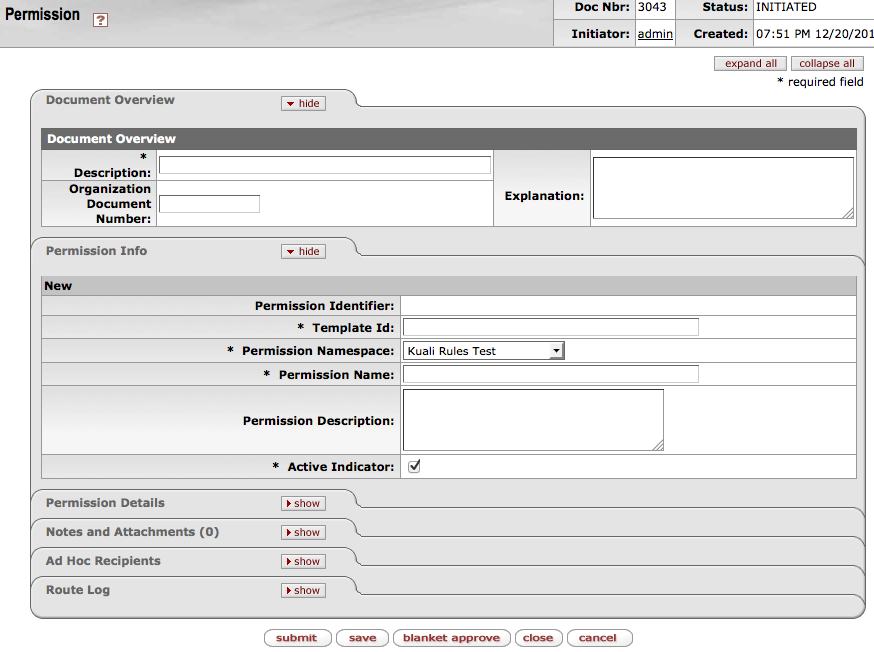 Permission ?
Doc Nbr: 3043 Status: INITIATED
Initiator: admin Created: 07:51 PM 12/20/201
expand all collapse all
* required field
Document Overview hide
Document Overview
* Description:
Organization
Document
Number:
Explanation:
Permission Info hide
New
Permission Identifier:
* Template Id:
* Permission Namespace: Kuali Rules Test
* Permission Name:
Permission Description:
* Active Indicator:
Permission Details show
Notes and Attachments (0) show
Ad Hoc Recipients show
Route Log show
submit save blanket approve close cancel